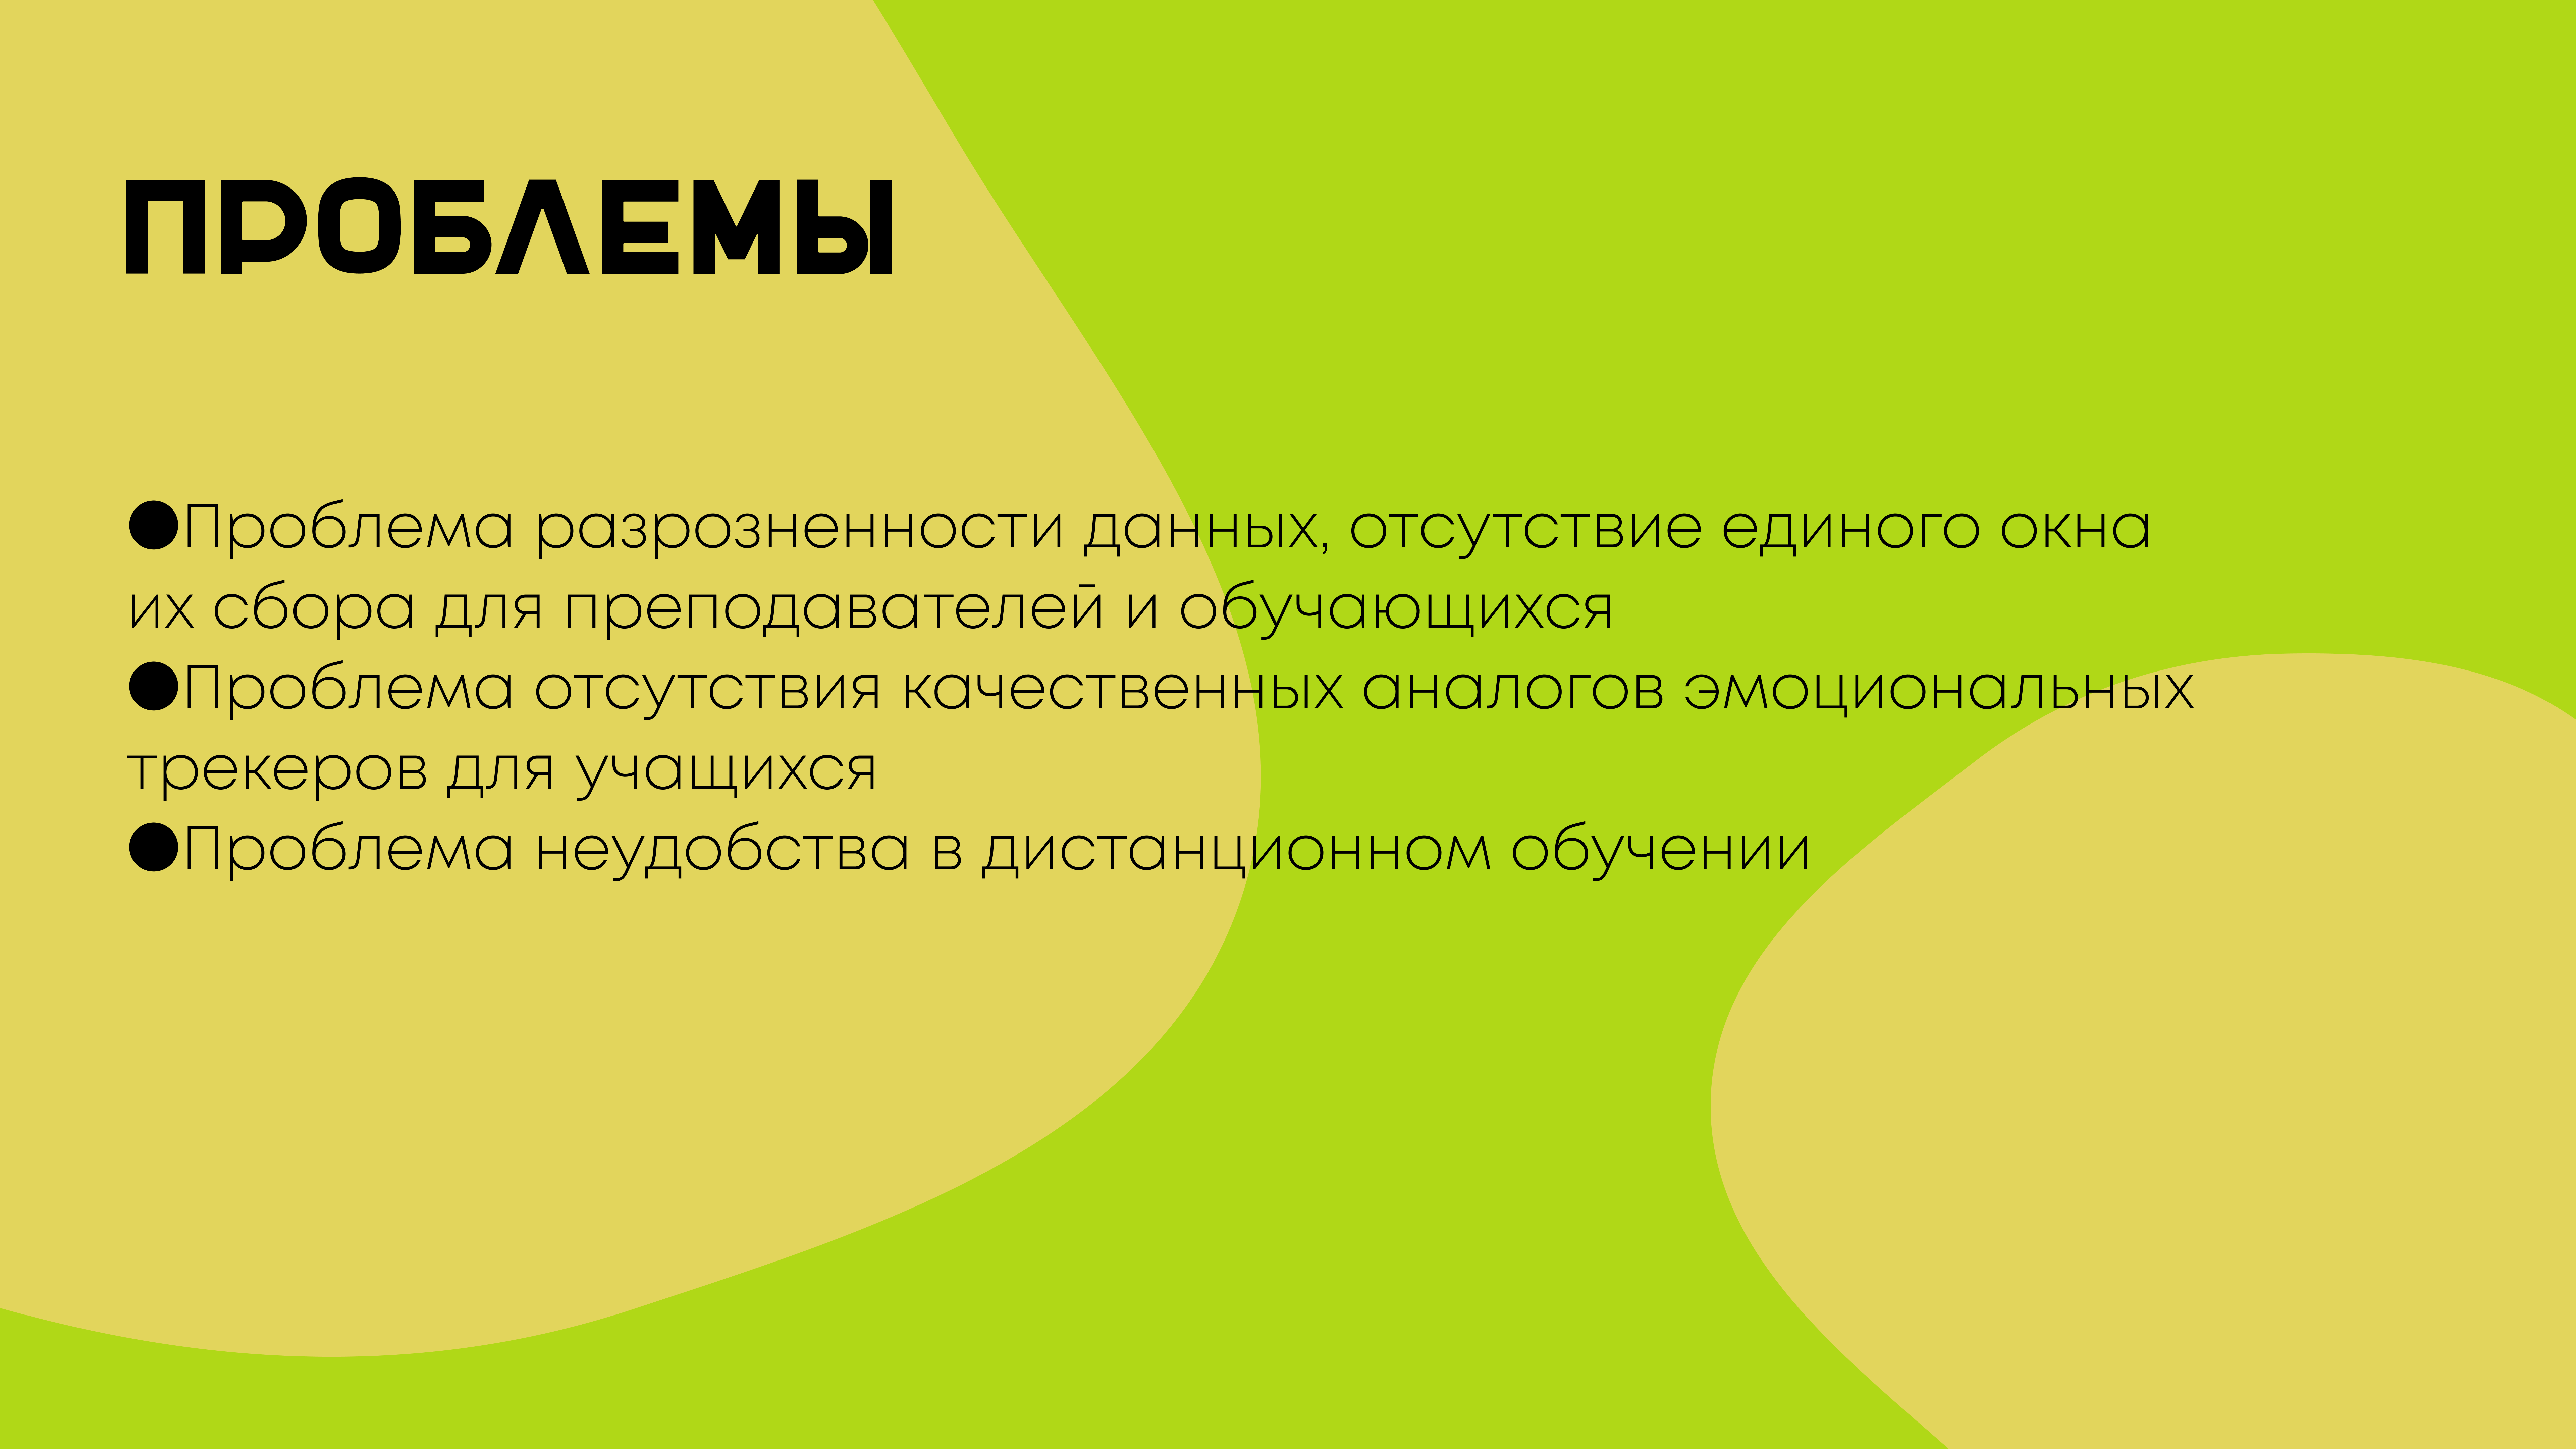 ПРОБЛЕМЫ
●Проблема разрозненности данных, отсутствие единого окна
их сбора для преподавателей и обучающихся
●Проблема отсутствия качественных аналогов эмоциональных
трекеров для учащихся
●Проблема неудобства в дистанционном обучении